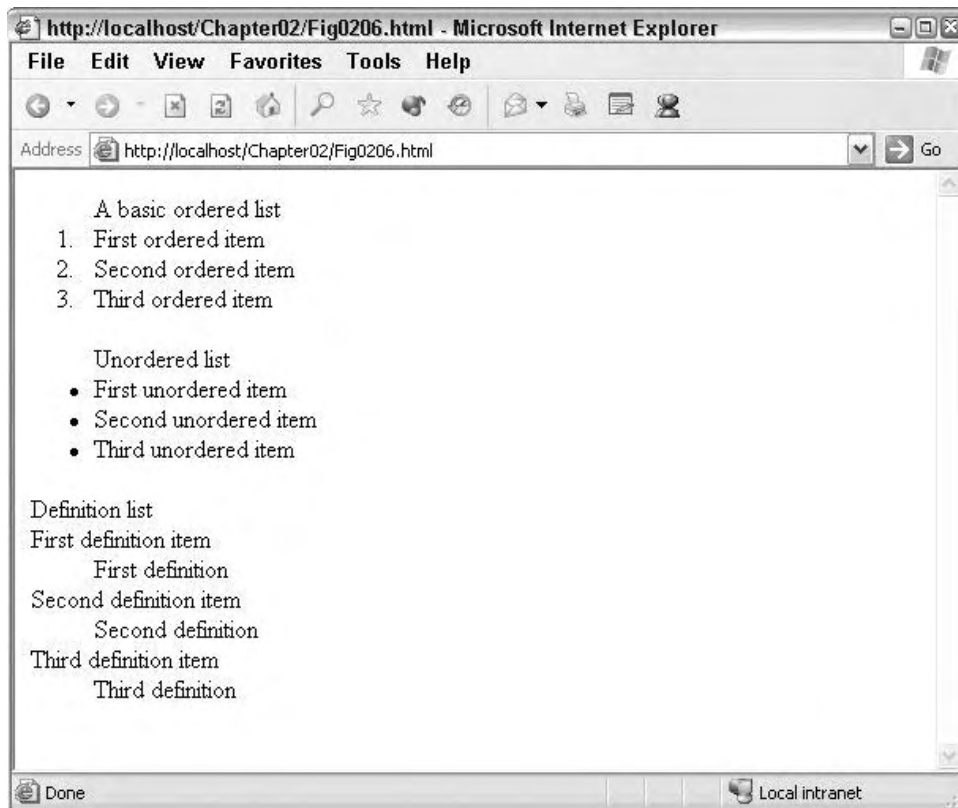 http://localhost/Chapter02/Fig0206.html - Microsoft Internet Explorer
File Edit View Favorites Tools Help
Address http://localhost/Chapter02/Fig0206.html Go
A basic ordered list
1. First ordered item
2. Second ordered item
3. Third ordered item
Unordered list
• First unordered item
• Second unordered item
• Third unordered item
Definition list
First definition item
First definition
Second definition item
Second definition
Third definition item
Third definition
Done Local intranet